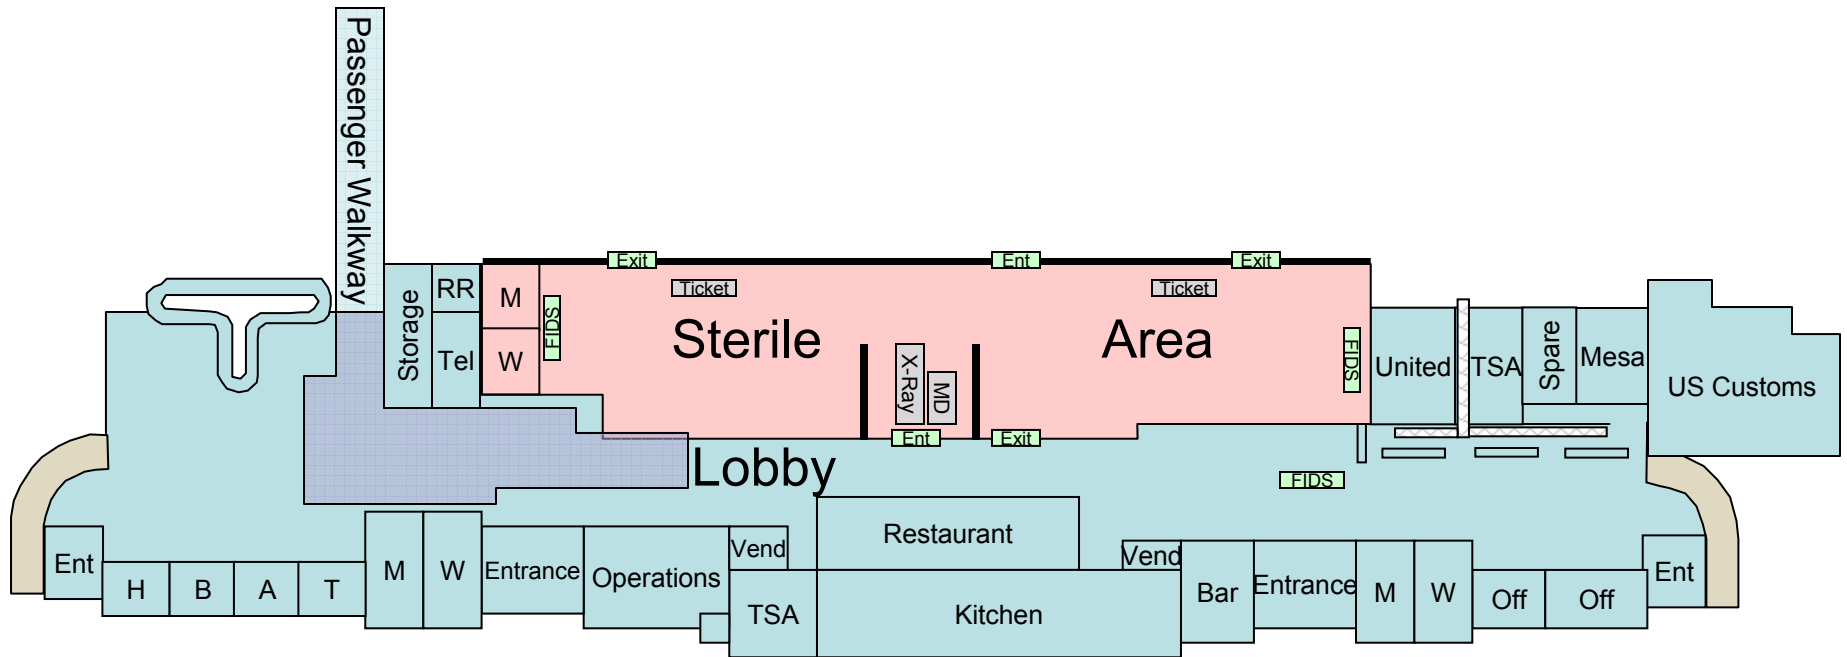 Passenger Walkway
Exit
Ent
Exit
Storage
RR
M
FIDS
Ticket
Ticket
Sterile
Area
Tel
W
X-Ray
MD
FIDS
United
TSA
Spare
Mesa
US Customs
Ent
Exit
Lobby
FIDS
Ent
H
B
A
T
M
W
Entrance
Operations
Vend
TSA
Restaurant
Kitchen
Vend
Bar
Entrance
M
W
Off
Off
Ent